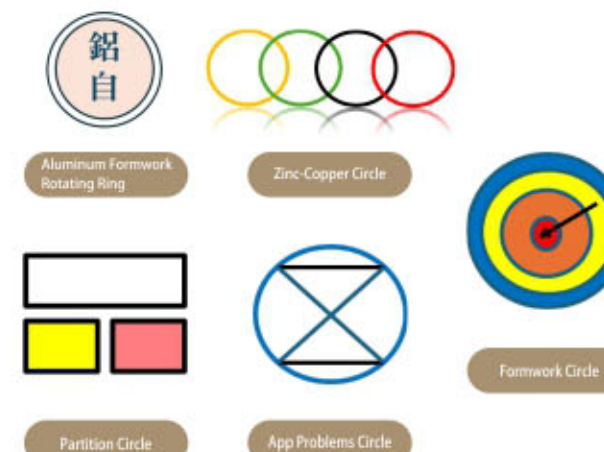 鋁
自
Aluminum Formwork
Rotating Ring
Zinc-Copper Circle
Formwork Circle
Partition Circle
App Problems Circle